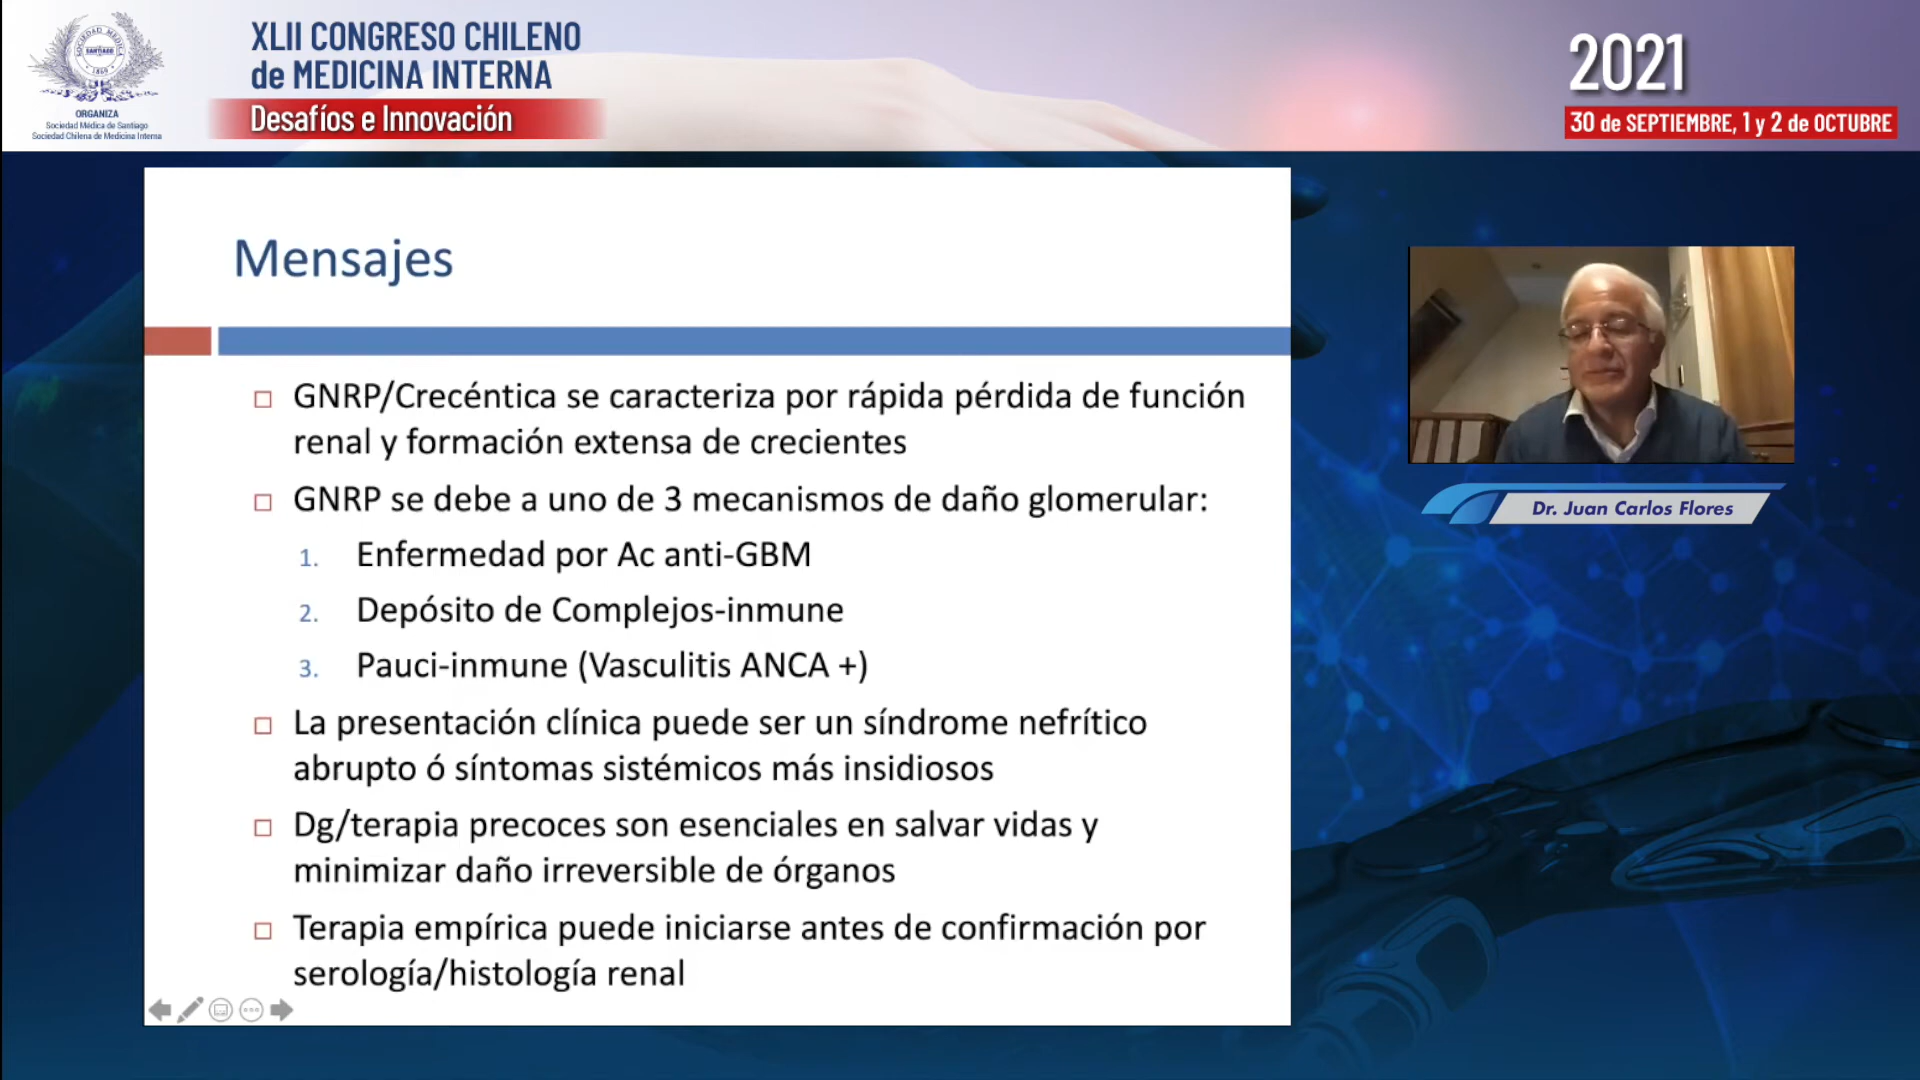 SOCIEDAD MÉDICA
SANTIAGO
1869
ORGANIZA
Sociedad Médica de Santiago
Sociedad Chilena de Medicina Interna
XLII CONGRESO CHILENO
de MEDICINA INTERNA
Desafíos e Innovación
2021
30 de SEPTIEMBRE, 1 y 2 de OCTUBRE
Mensajes
GNRP/Crecéntica se caracteriza por rápida pérdida de función
renal y formación extensa de crecientes
GNRP se debe a uno de 3 mecanismos de daño glomerular:
1. Enfermedad por Ac anti-GBM
2. Depósito de Complejos-inmune
3. Pauci-inmune (Vasculitis ANCA +)
La presentación clínica puede ser un síndrome nefrítico
abrupto ó síntomas sistémicos más insidiosos
Dg/terapia precoces son esenciales en salvar vidas y
minimizar daño irreversible de órganos
Terapia empírica puede iniciarse antes de confirmación por
serología/histología renal
Dr. Juan Carlos Flores